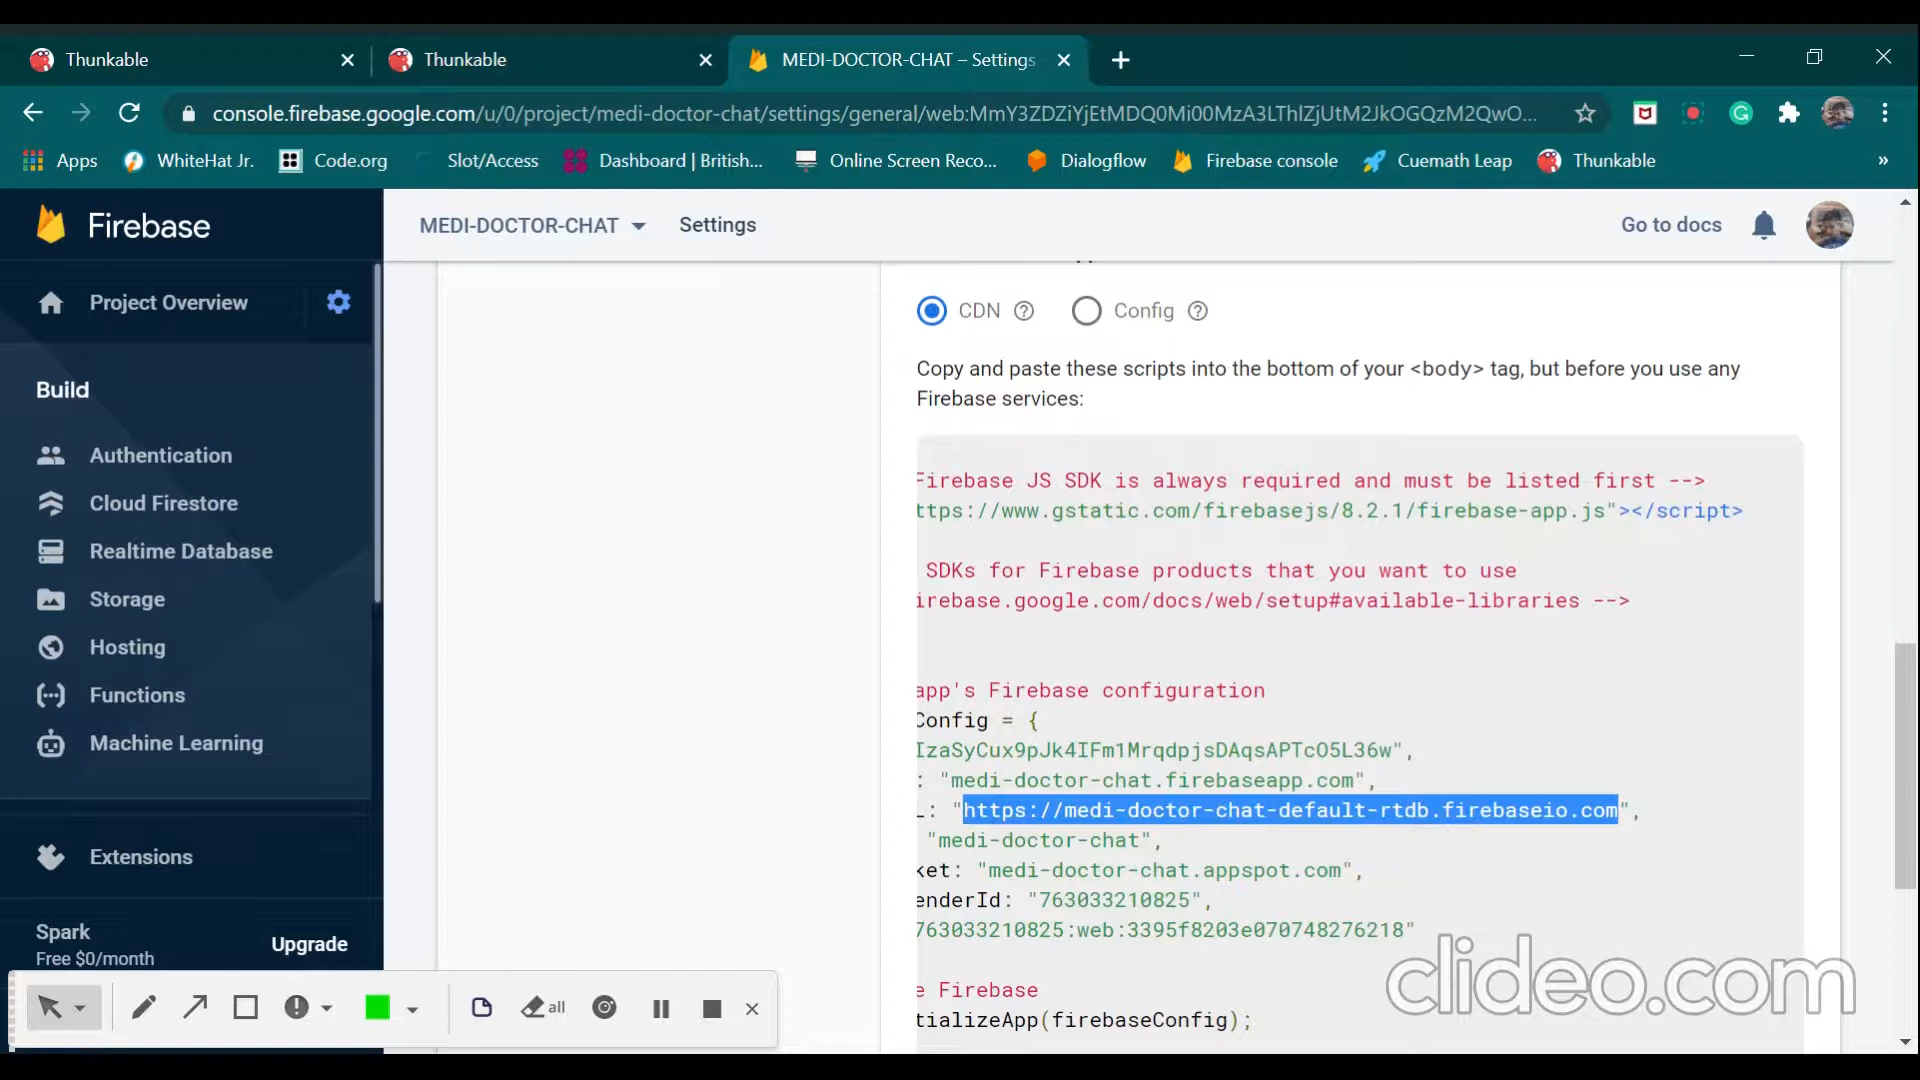 Thunkable
Thunkable
MEDI-DOCTOR-CHAT – Settings
console.firebase.google.com/u/0/project/medi-doctor-chat/settings/general/web:MmY3ZDZiYjEtMDQ0Mi00MzA3LThlZjUtM2JkOGQzM2QwO...
Apps
WhiteHat Jr.
Code.org
Slot/Access
Dashboard | British...
Online Screen Reco...
Dialogflow
Firebase console
Cuemath Leap
Thunkable
»
Firebase
MEDI-DOCTOR-CHAT
Settings
Go to docs
Project Overview
Build
Authentication
Cloud Firestore
Realtime Database
Storage
Hosting
Functions
Machine Learning
Extensions
Spark
Free $0/month
Upgrade
CDN
Config
Copy and paste these scripts into the bottom of your <body> tag, but before you use any
Firebase services:
Firebase JS SDK is always required and must be listed first -->
ttps://www.gstatic.com/firebasejs/8.2.1/firebase-app.js"></script>
SDKs for Firebase products that you want to use
irebase.google.com/docs/web/setup#available-libraries -->
app's Firebase configuration
Config = {
IzaSyCux9pJk4IFm1MrqdpjsDAqsAPTcO5L36w",
: "medi-doctor-chat.firebaseapp.com",
L: "https://medi-doctor-chat-default-rtdb.firebaseio.com",
"medi-doctor-chat",
ket: "medi-doctor-chat.appspot.com",
enderId: "763033210825",
763033210825:web:3395f8203e070748276218"
e Firebase
tializeApp(firebaseConfig);
all
clideo.com